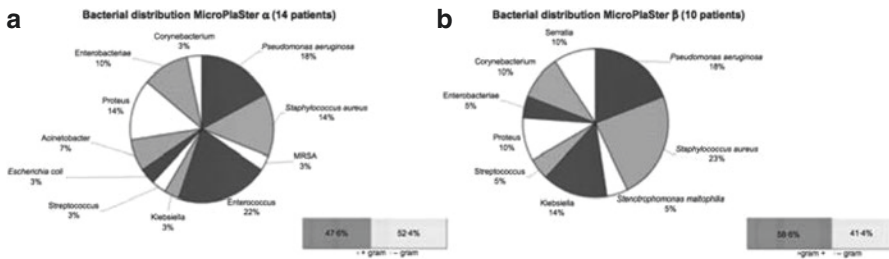 a
Bacterial distribution MicroPlaSter α (14 patients)
Corynebacterium
3%
Enterobacteriae
10%
Pseudomonas aeruginosa
18%
Proteus
14%
Staphylococcus aureus
14%
Acinetobacter
7%
MRSA
3%
Escherichia coli
3%
Enterococcus
22%
Streptococcus
3%
Klebsiella
3%
47·6% 52·4%
+ gram – gram
b
Bacterial distribution MicroPlaSter β (10 patients)
Serratia
10%
Pseudomonas aeruginosa
18%
Corynebacterium
10%
Enterobacteriae
5%
Proteus
10%
Staphylococcus aureus
23%
Streptococcus
5%
Stenotrophomonas maltophilia
5%
Klebsiella
14%
58·6% 41·4%
gram + – gram